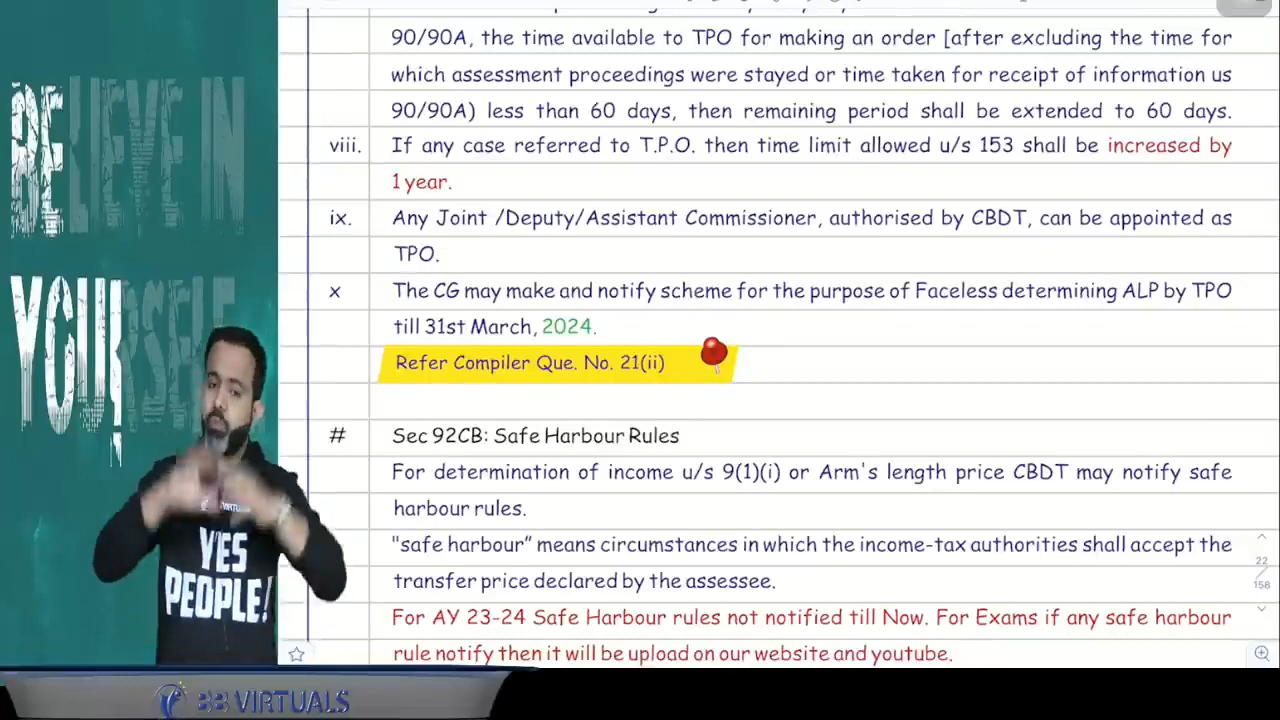 BELIEVE IN
YOURSELF
90/90A, the time available to TPO for making an order [after excluding the time for
which assessment proceedings were stayed or time taken for receipt of information us
90/90A) less than 60 days, then remaining period shall be extended to 60 days.
viii. If any case referred to T.P.O. then time limit allowed u/s 153 shall be increased by
1 year.
ix. Any Joint /Deputy/Assistant Commissioner, authorised by CBDT, can be appointed as
TPO.
x The CG may make and notify scheme for the purpose of Faceless determining ALP by TPO
till 31st March, 2024.
Refer Compiler Que. No. 21(ii)
# Sec 92CB: Safe Harbour Rules
For determination of income u/s 9(1)(i) or Arm's length price CBDT may notify safe
harbour rules.
"safe harbour" means circumstances in which the income-tax authorities shall accept the
transfer price declared by the assessee.
For AY 23-24 Safe Harbour rules not notified till Now. For Exams if any safe harbour
rule notify then it will be upload on our website and youtube.
22
158
YES
PEOPLE!
BB VIRTUALS